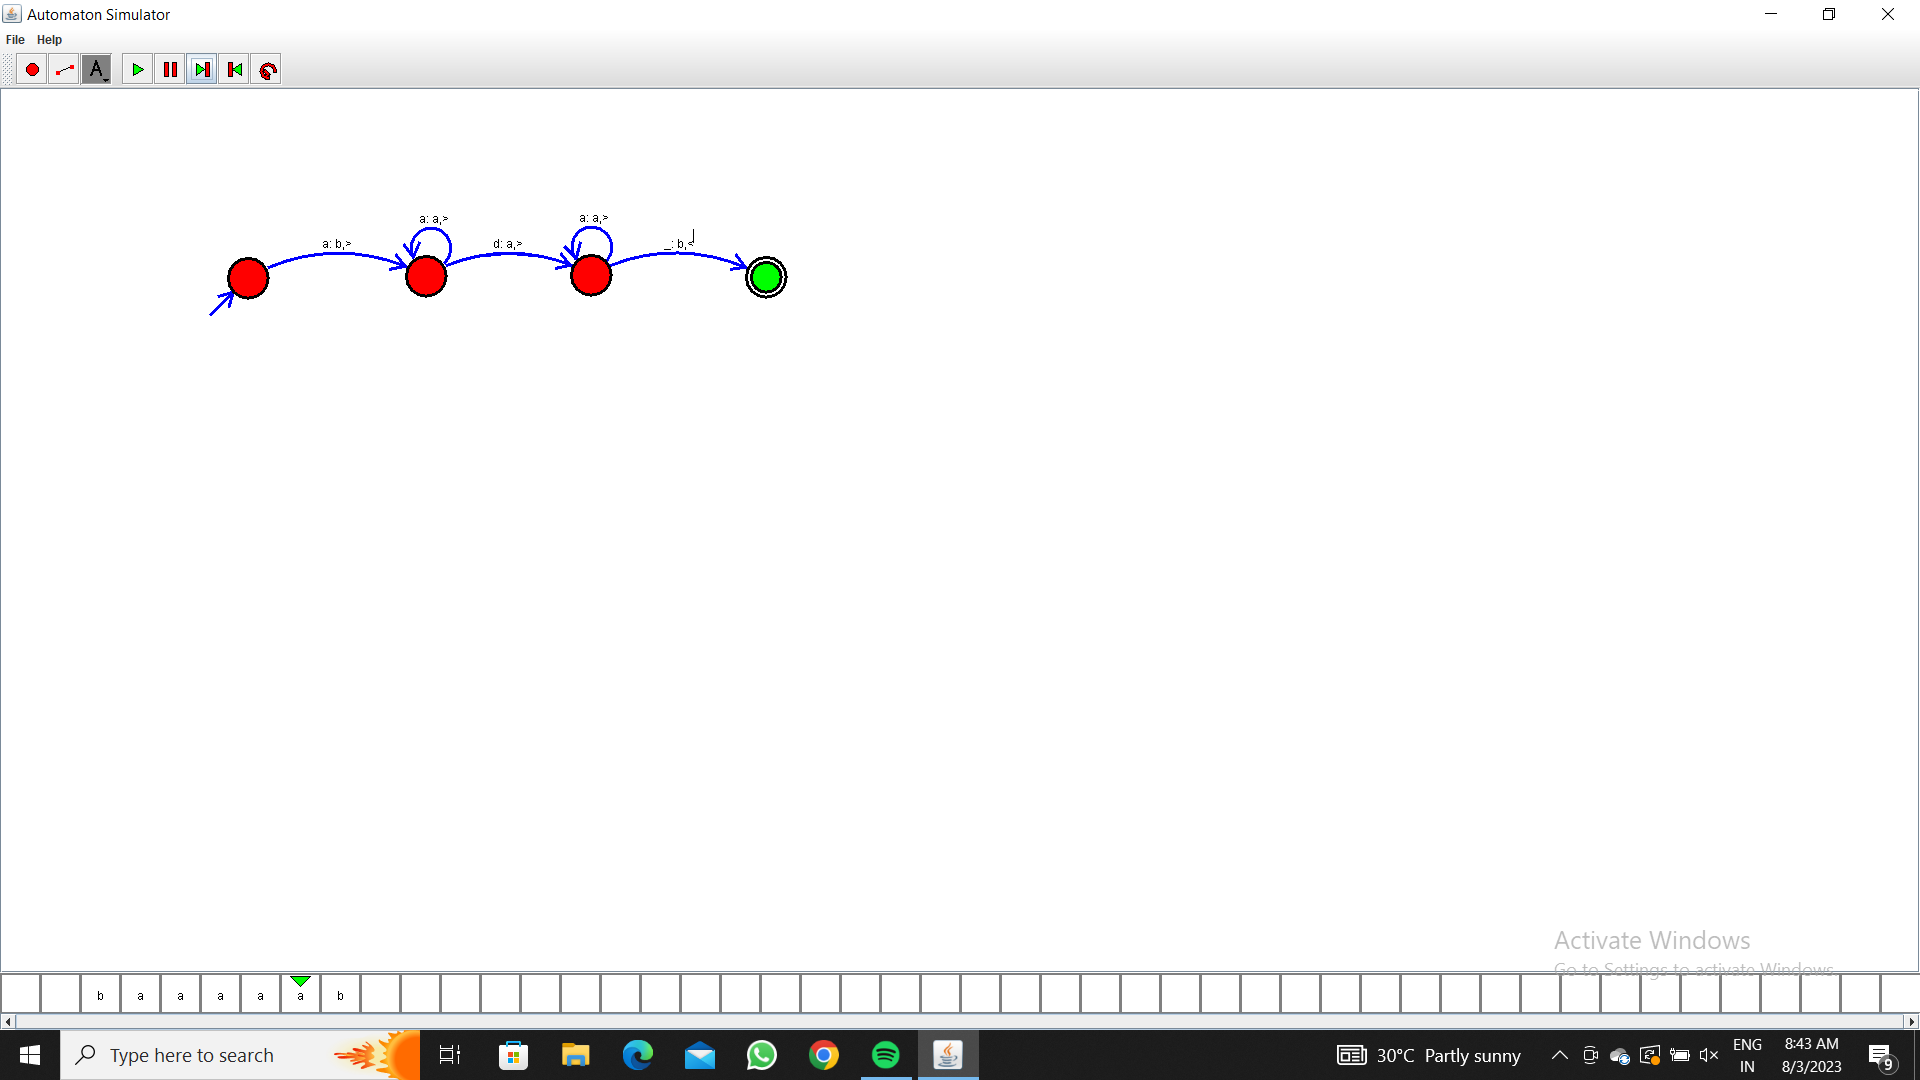 Automaton Simulator
File Help
A
a: a,> a: a,>
a: b,> d: a,> _: b,<
Activate Windows
Go to Settings to activate Windows.
b a a a a a b
Type here to search
30°C Partly sunny
ENG 8:43 AM
IN 8/3/2023
9